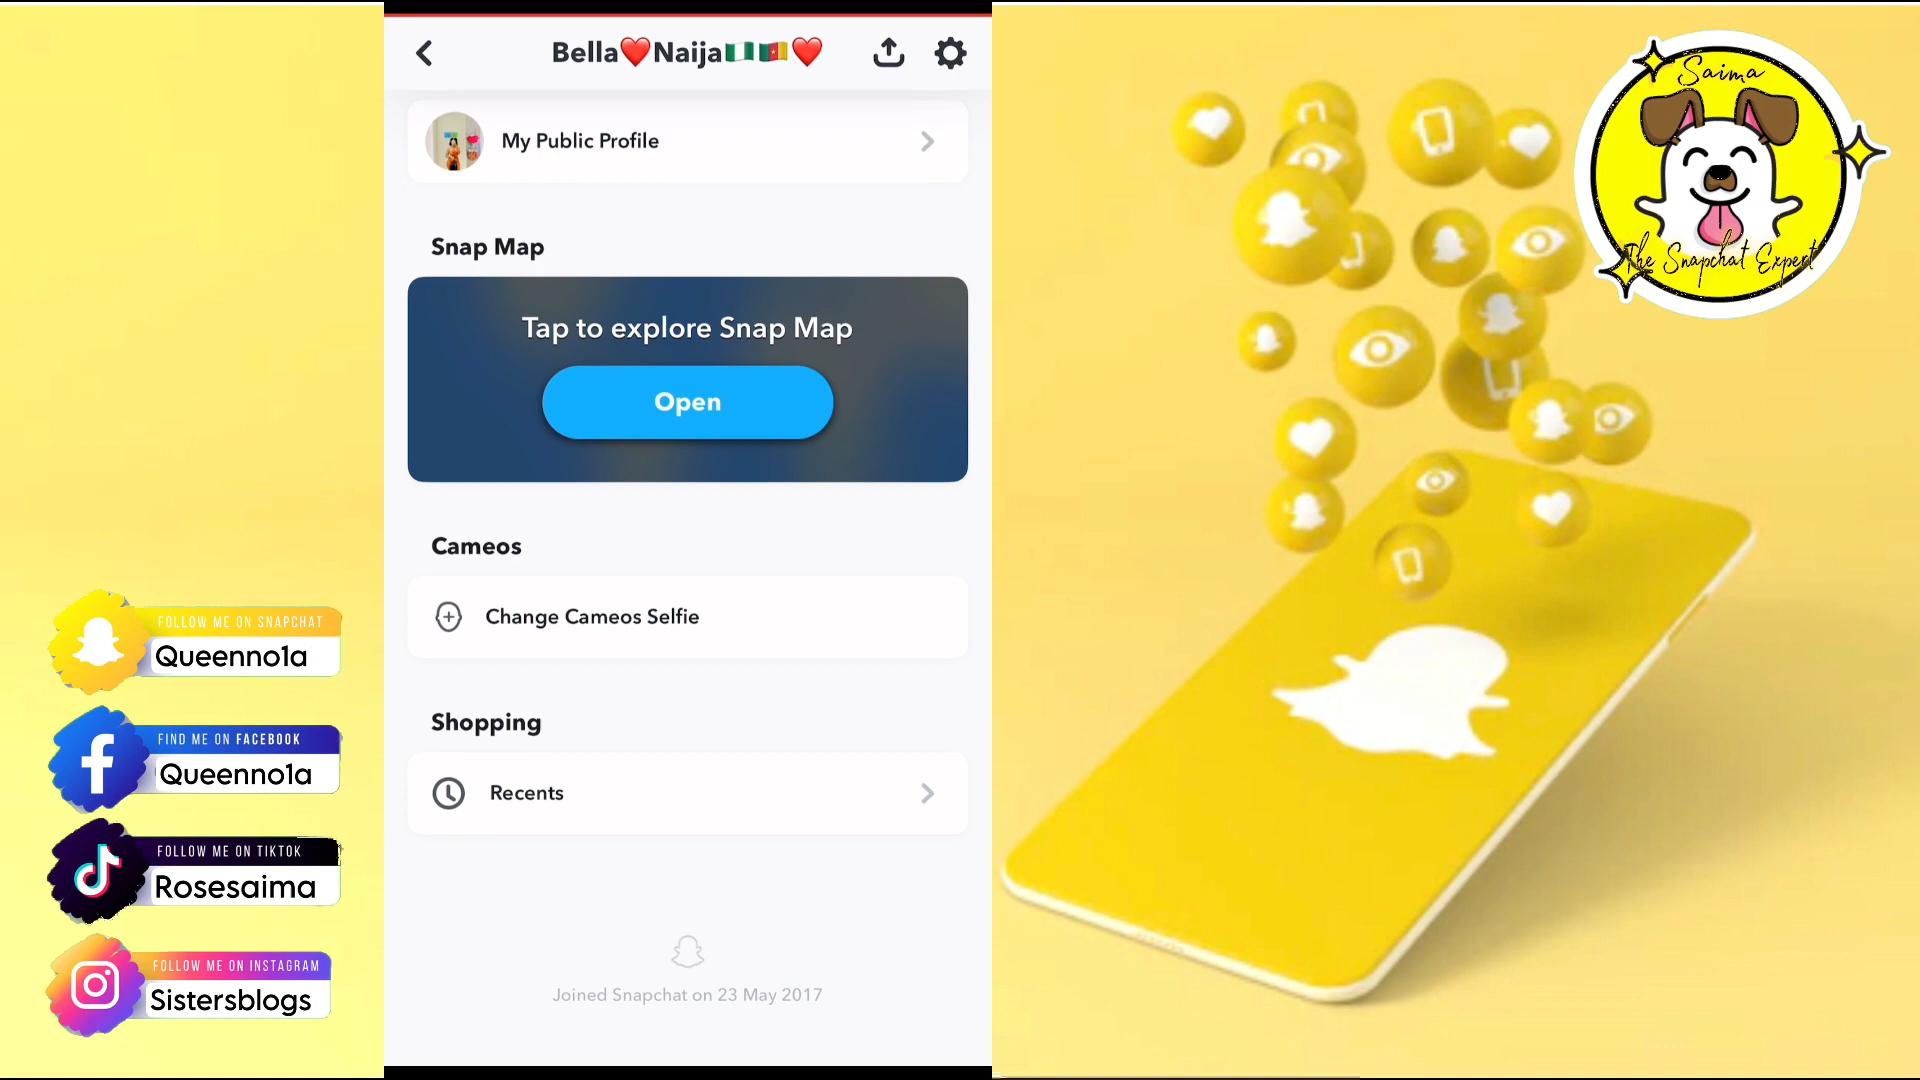 Bella❤️Naija🇳🇬🇨🇲❤️
My Public Profile
Snap Map
Tap to explore Snap Map
Open
Cameos
Change Cameos Selfie
Shopping
Recents
Joined Snapchat on 23 May 2017
FOLLOW ME ON SNAPCHAT
Queenno1a
FIND ME ON FACEBOOK
Queenno1a
FOLLOW ME ON TIKTOK
Rosesaima
FOLLOW ME ON INSTAGRAM
Sistersblogs
Saima
The Snapchat Expert